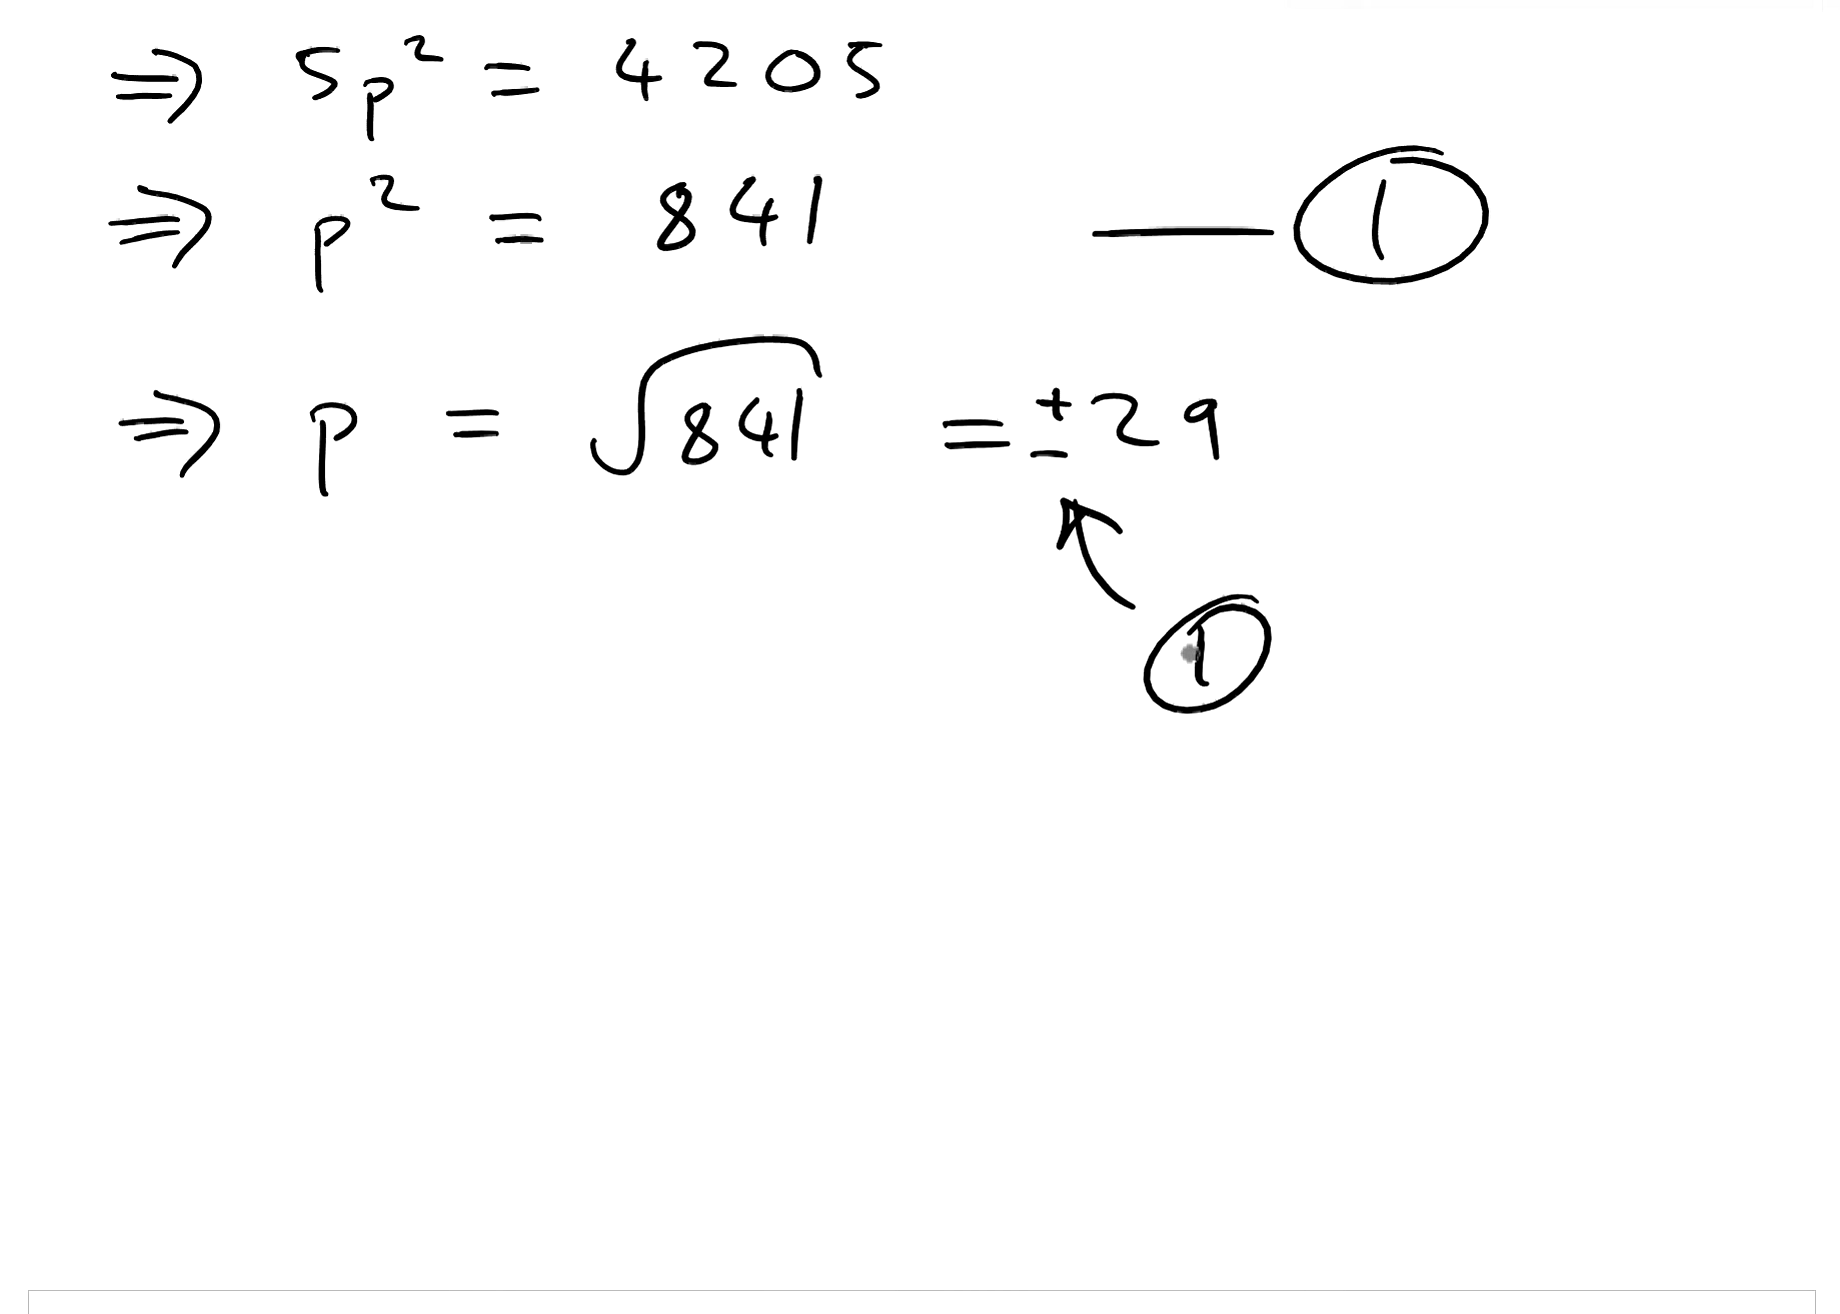 ⇒ 5p² = 4205
⇒ p² = 841 —— ①
⇒ p = √841 = ±29
①